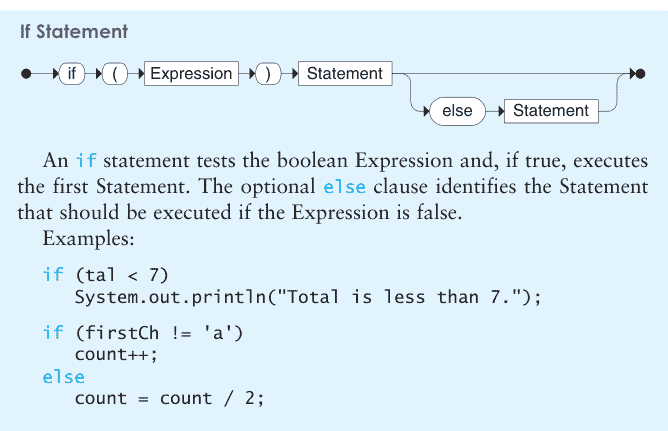 If Statement
if ( Expression ) Statement
else Statement
An if statement tests the boolean Expression and, if true, executes
the first Statement. The optional else clause identifies the Statement
that should be executed if the Expression is false.
Examples:
if (tal < 7)
System.out.println("Total is less than 7.");
if (firstCh != 'a')
count++;
else
count = count / 2;